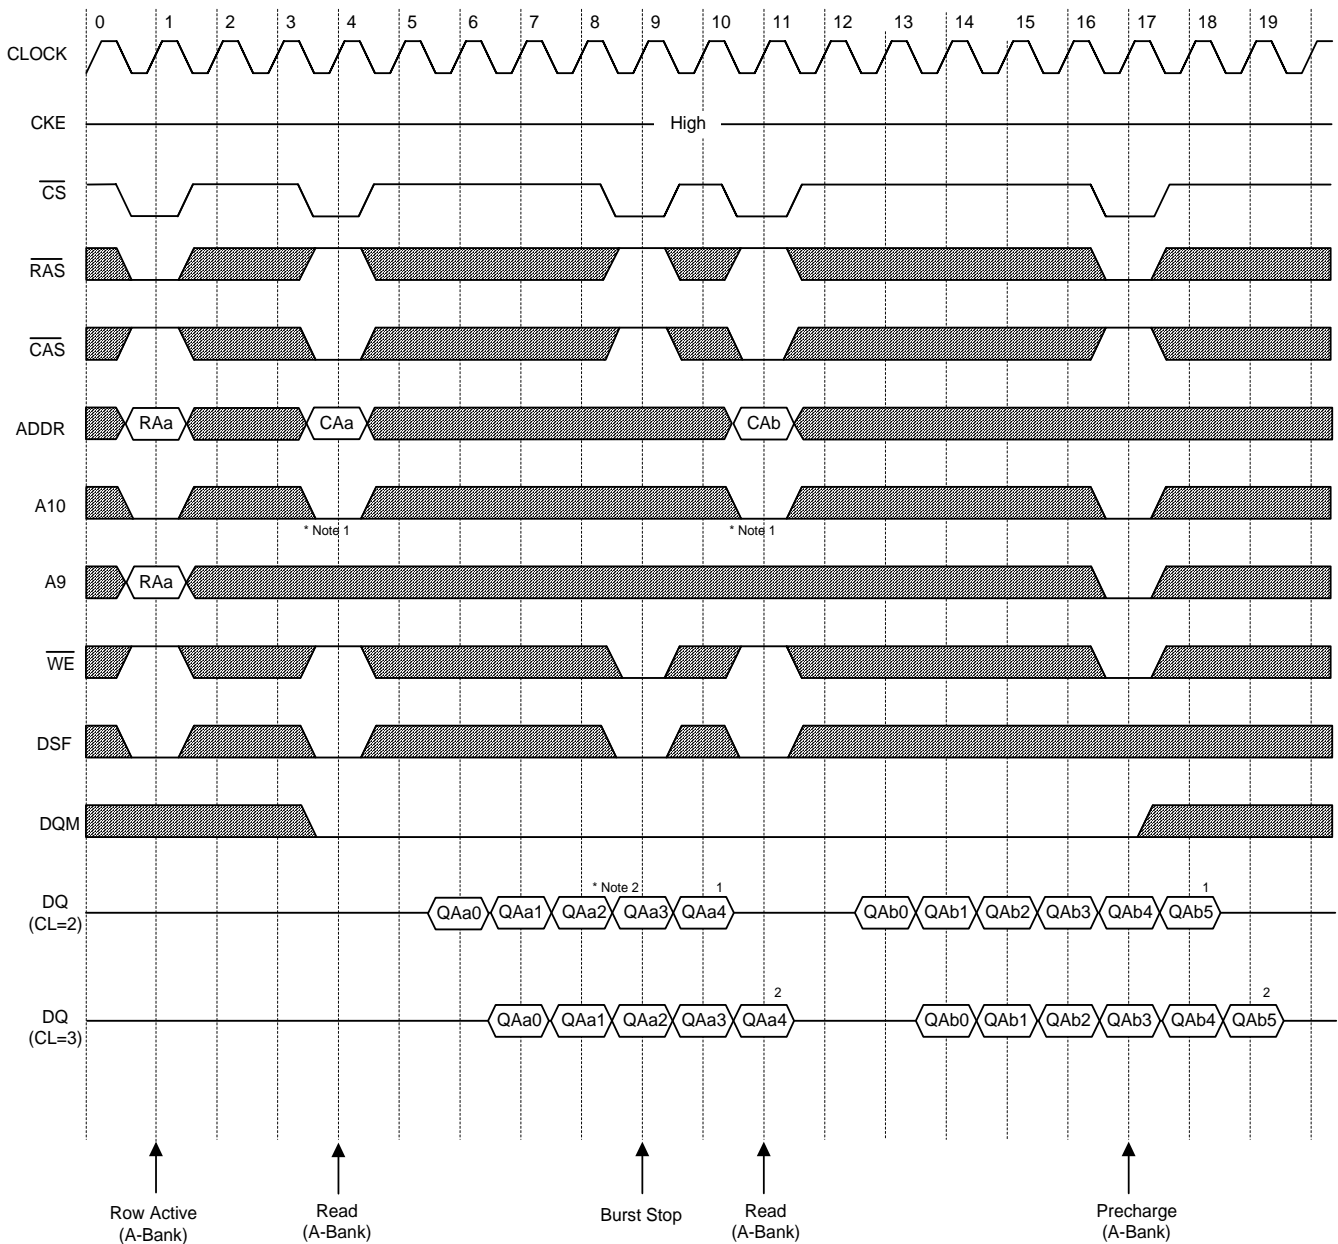 0 1 2 3 4 5 6 7 8 9 10 11 12 13 14 15 16 17 18 19
CLOCK
CKE High
CS
RAS
CAS
ADDR RAa CAa CAb
A10
* Note 1 * Note 1
A9 RAa
WE
DSF
DQM
* Note 2 1 1
DQ
(CL=2)
QAa0 QAa1 QAa2 QAa3 QAa4 QAb0 QAb1 QAb2 QAb3 QAb4 QAb5
2 2
DQ
(CL=3)
QAa0 QAa1 QAa2 QAa3 QAa4 QAb0 QAb1 QAb2 QAb3 QAb4 QAb5
Row Active
(A-Bank)
Read
(A-Bank)
Burst Stop
Read
(A-Bank)
Precharge
(A-Bank)